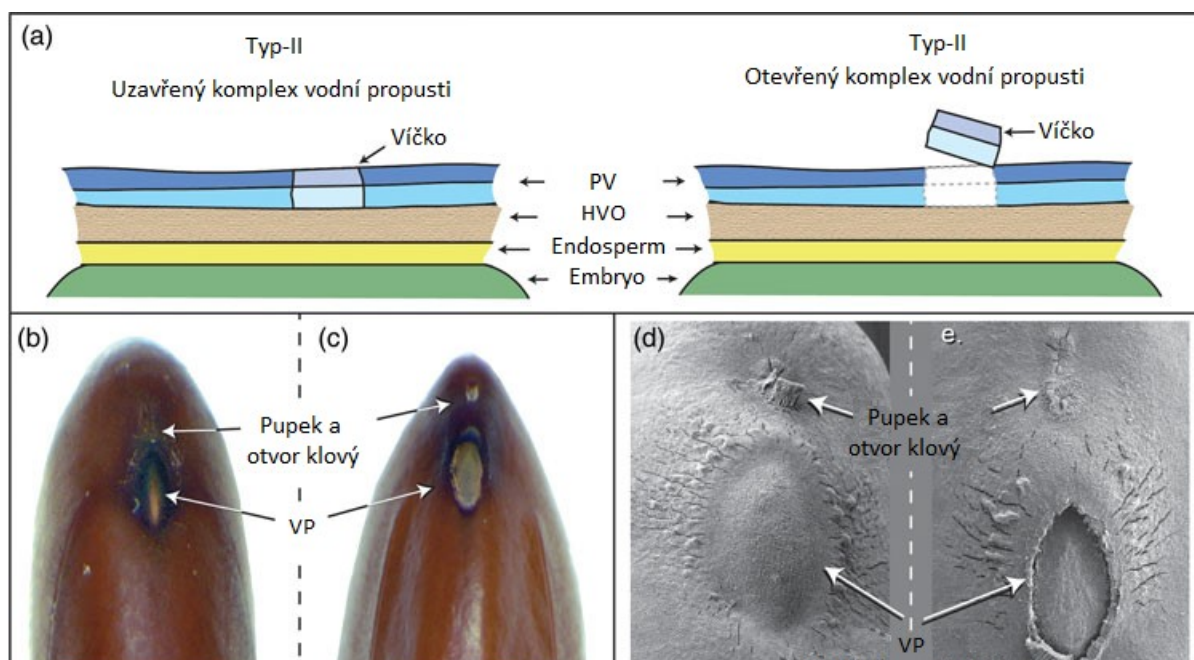 (a)
Typ-II
Uzavřený komplex vodní propusti
Víčko
Typ-II
Otevřený komplex vodní propusti
Víčko
PV
HVO
Endosperm
Embryo
(b)
(c)
Pupek a
otvor klový
VP
(d)
e.
Pupek a
otvor klový
VP